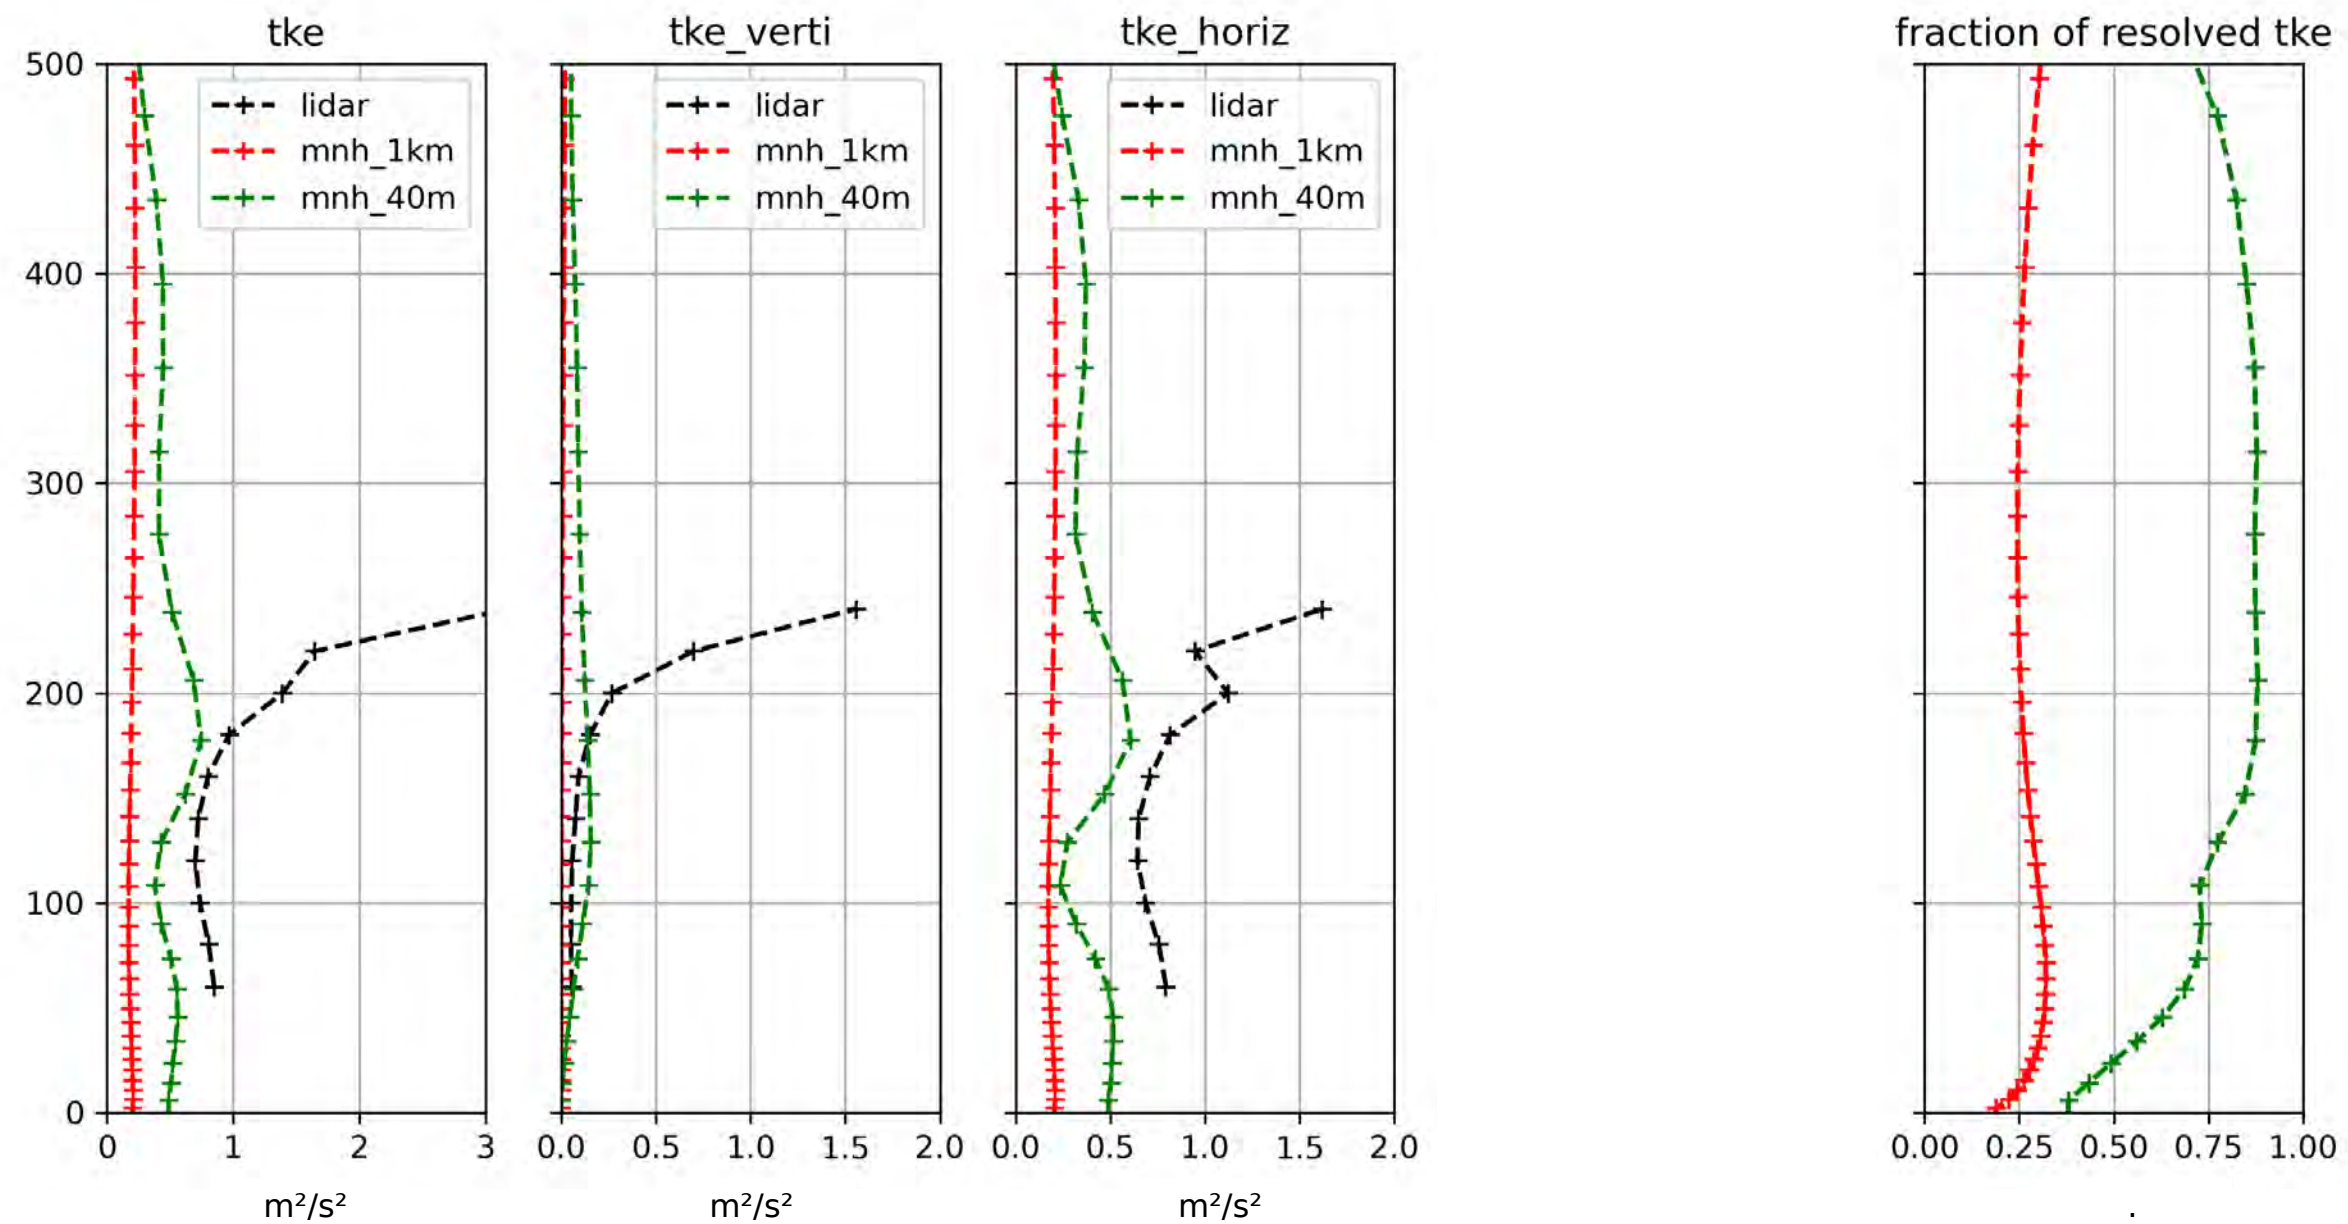 tke
tke_verti
tke_horiz
fraction of resolved tke
500
400
300
200
100
0
lidar
mnh_1km
mnh_40m
lidar
mnh_1km
mnh_40m
lidar
mnh_1km
mnh_40m
0 1 2 3
0.0 0.5 1.0 1.5 2.0
0.0 0.5 1.0 1.5 2.0
0.00 0.25 0.50 0.75 1.00
m²/s²
m²/s²
m²/s²